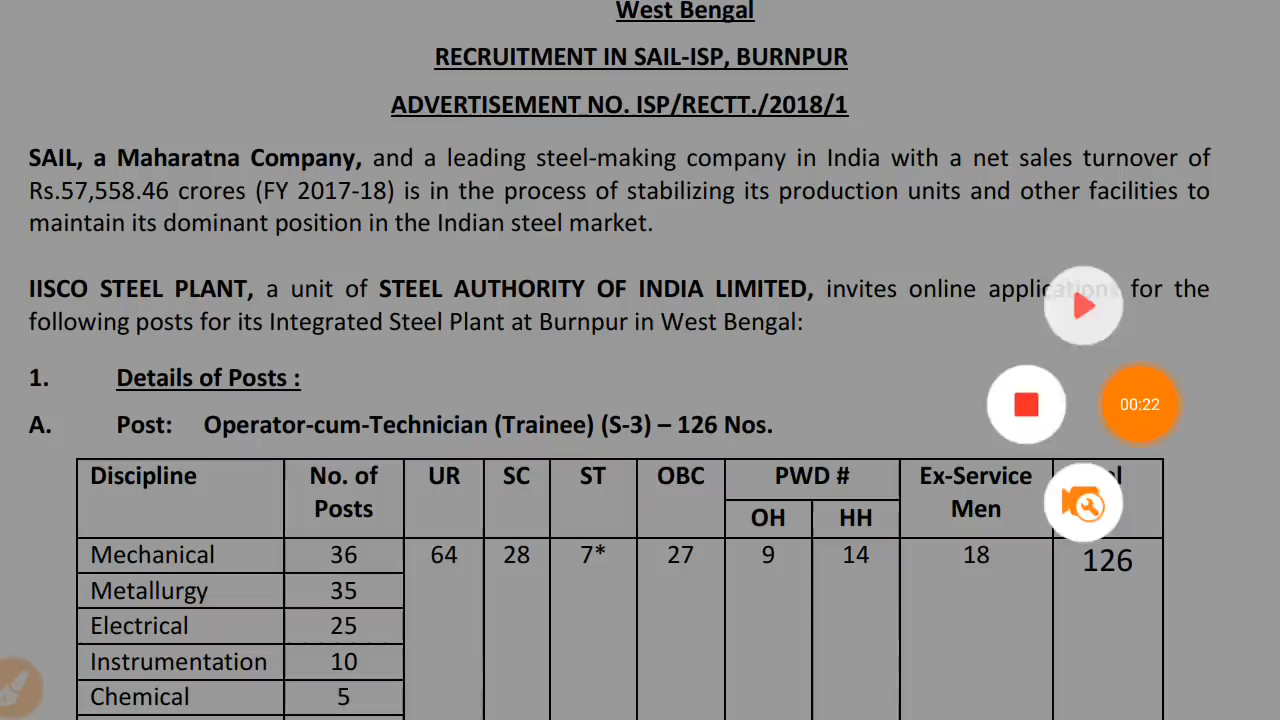 West Bengal
RECRUITMENT IN SAIL-ISP, BURNPUR
ADVERTISEMENT NO. ISP/RECTT./2018/1
SAIL, a Maharatna Company, and a leading steel-making company in India with a net sales turnover of
Rs.57,558.46 crores (FY 2017-18) is in the process of stabilizing its production units and other facilities to
maintain its dominant position in the Indian steel market.
IISCO STEEL PLANT, a unit of STEEL AUTHORITY OF INDIA LIMITED, invites online applications for the
following posts for its Integrated Steel Plant at Burnpur in West Bengal:
1. Details of Posts :
00:22
A. Post: Operator-cum-Technician (Trainee) (S-3) – 126 Nos.
Discipline No. of Posts UR SC ST OBC PWD # Ex-Service Men
OH HH
Mechanical 36 64 28 7* 27 9 14 18 126
Metallurgy 35
Electrical 25
Instrumentation 10
Chemical 5